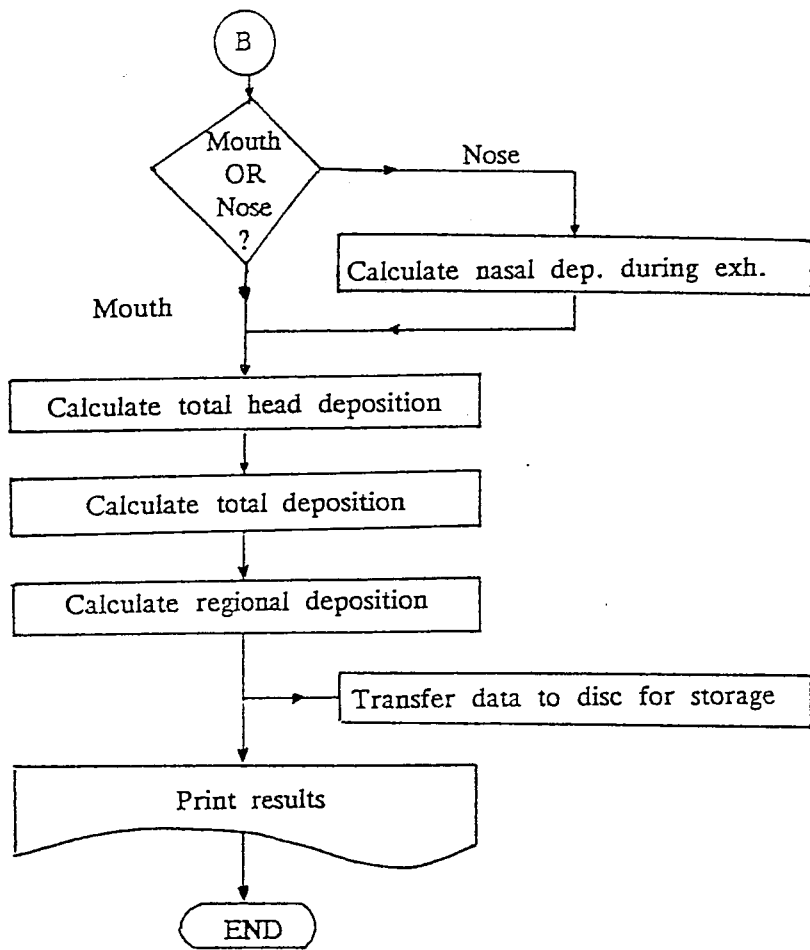 B
Mouth
OR
Nose
?
Nose
Calculate nasal dep. during exh.
Mouth
Calculate total head deposition
Calculate total deposition
Calculate regional deposition
Transfer data to disc for storage
Print results
END